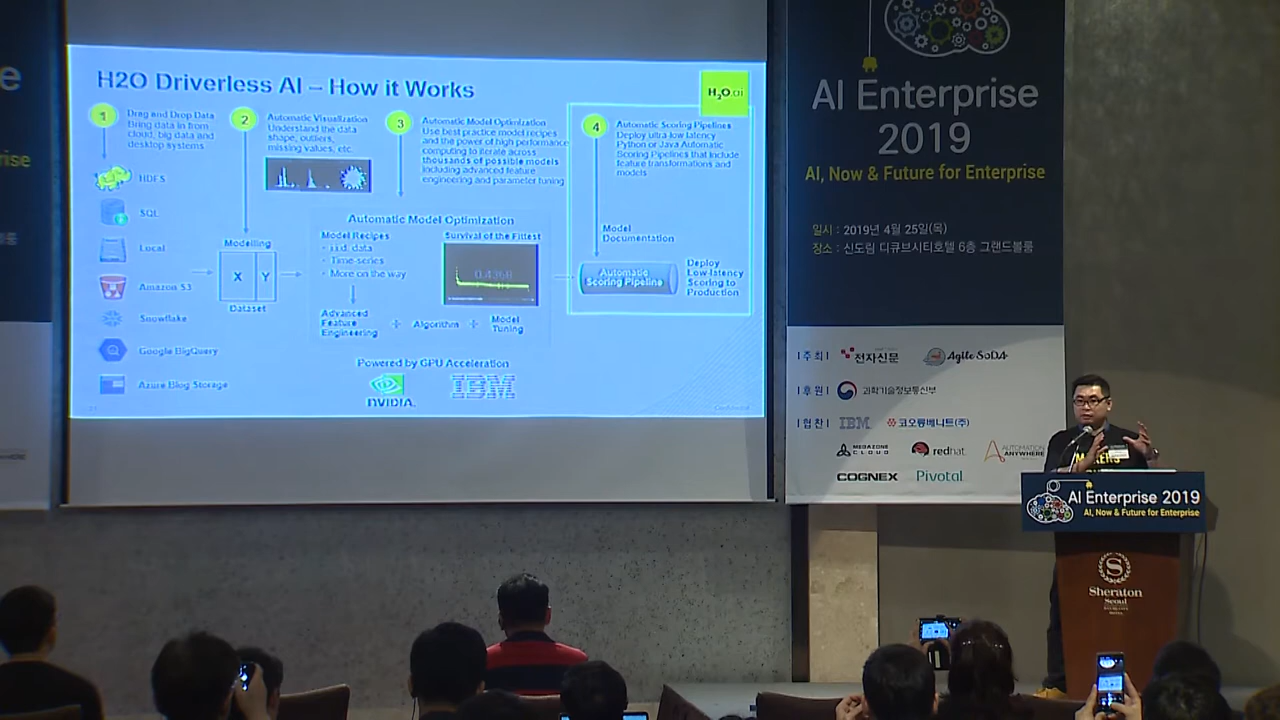 H2O Driverless AI – How it Works
H2O.ai
1
Drag and Drop Data
Bring data in from
cloud, big data and
desktop systems
HDFS
SQL
Local
Amazon S3
Snowflake
Google BigQuery
Azure Blog Storage
2
Automatic Visualization
Understand the data
shape, outliers,
missing values, etc.
Modelling
X Y
Dataset
3
Automatic Model Optimization
Use best practice model recipes
and the power of high performance
computing to iterate across
thousands of possible models
including advanced feature
engineering and parameter tuning
Automatic Model Optimization
Model Recipes
• i.i.d. data
• Time-series
• More on the way
Survival of the Fittest
0.4368
Advanced
Feature
Engineering
+
Algorithm
+
Model
Tuning
Powered by GPU Acceleration
NVIDIA.
IBM
4
Automatic Scoring Pipelines
Deploy ultra-low latency
Python or Java Automatic
Scoring Pipelines that include
feature transformations and
models
Model
Documentation
Automatic
Scoring Pipeline
Deploy
Low-latency
Scoring to
Production
Confidential
AI Enterprise
2019
AI, Now & Future for Enterprise
일시 : 2019년 4월 25일(목)
장소 : 신도림 디큐브시티호텔 6층 그랜드볼룸
주최
전자신문 Agile SoDA
후원
과학기술정보통신부
협찬
IBM 코오롱베니트(주)
MEGAZONE CLOUD redhat AUTOMATION ANYWHERE
COGNEX Pivotal
AI Enterprise 2019
AI, Now & Future for Enterprise
S
Sheraton
Seoul
e
rise